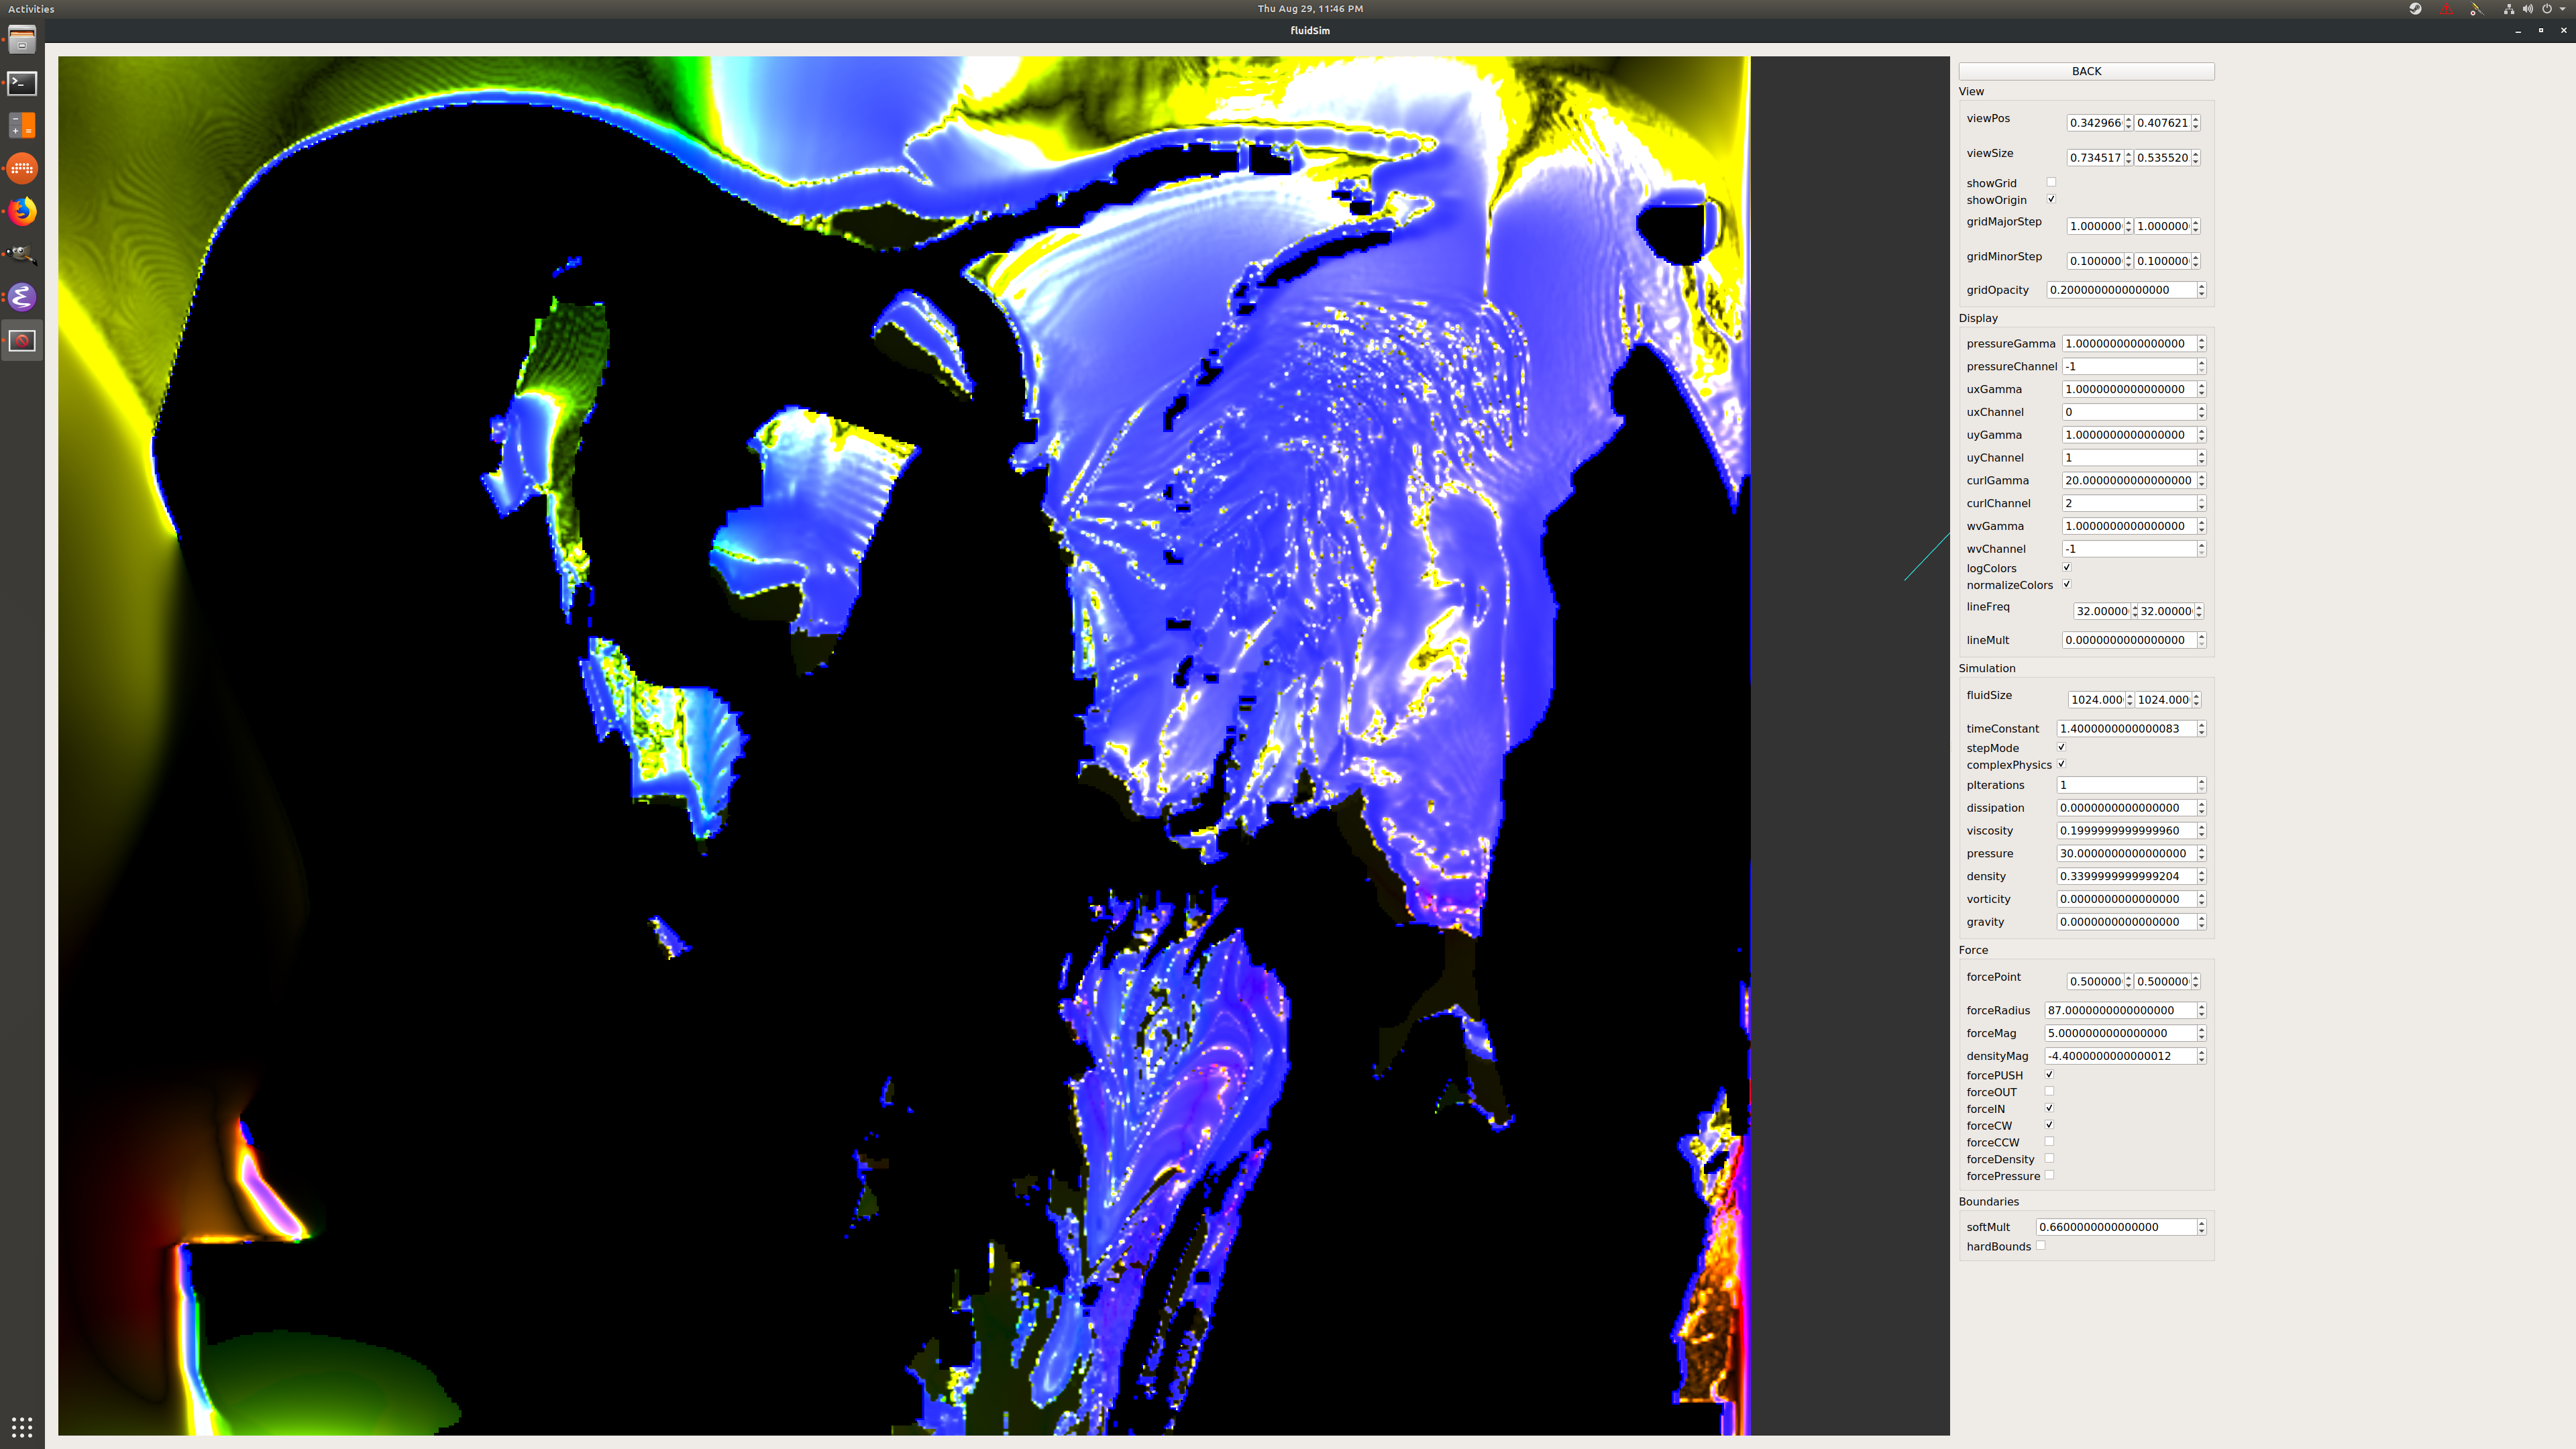 Activities
Thu Aug 29, 11:46 PM
fluidSim
BACK
View
viewPos 0.342966 0.407621
viewSize 0.734517 0.535520
showGrid
showOrigin
gridMajorStep 1.000000 1.000000
gridMinorStep 0.100000 0.100000
gridOpacity 0.2000000000000000
Display
pressureGamma 1.0000000000000000
pressureChannel -1
uxGamma 1.0000000000000000
uxChannel 0
uyGamma 1.0000000000000000
uyChannel 1
curlGamma 20.0000000000000000
curlChannel 2
wvGamma 1.0000000000000000
wvChannel -1
logColors
normalizeColors
lineFreq 32.00000 32.00000
lineMult 0.0000000000000000
Simulation
fluidSize 1024.000 1024.000
timeConstant 1.4000000000000083
stepMode
complexPhysics
pIterations 1
dissipation 0.0000000000000000
viscosity 0.1999999999999960
pressure 30.0000000000000000
density 0.3399999999999204
vorticity 0.0000000000000000
gravity 0.0000000000000000
Force
forcePoint 0.500000 0.500000
forceRadius 87.0000000000000000
forceMag 5.0000000000000000
densityMag -4.4000000000000012
forcePUSH
forceOUT
forceIN
forceCW
forceCCW
forceDensity
forcePressure
Boundaries
softMult 0.6600000000000000
hardBounds